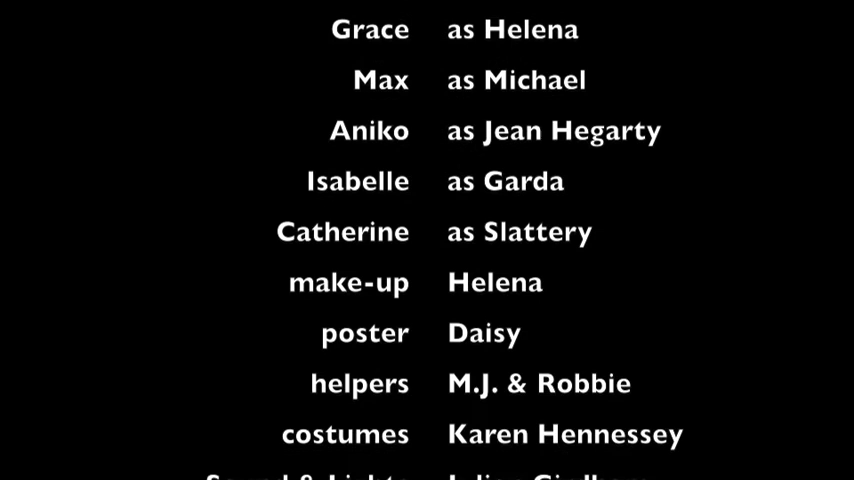 Grace as Helena
Max as Michael
Aniko as Jean Hegarty
Isabelle as Garda
Catherine as Slattery
make-up Helena
poster Daisy
helpers M.J. & Robbie
costumes Karen Hennessey